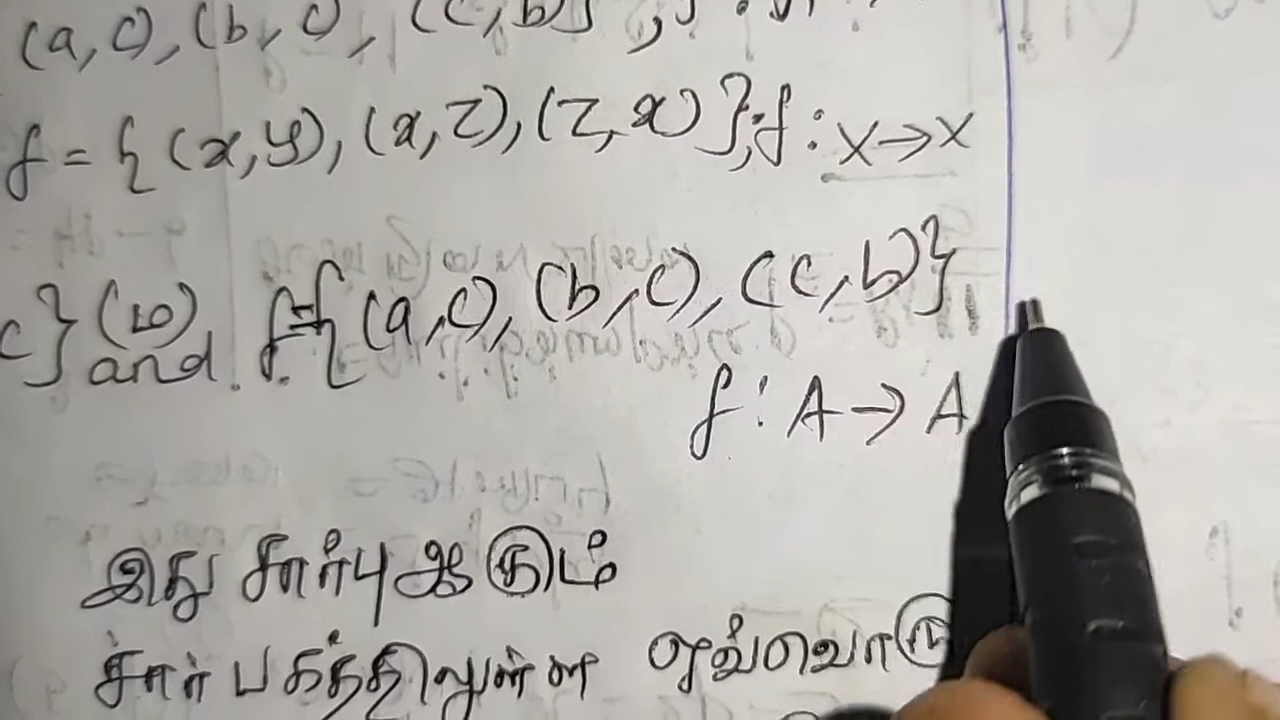 (a,c), (b,c), (c,b)}
f = {(x,y), (x,z), (z,x)}; f : X → X
c} (ம) and f = {(a,c), (b,c), (c,b)}
f : A → A
இது சார்பு ஆகும்
சார்பகத்திலுள்ள ஒவ்வொரு